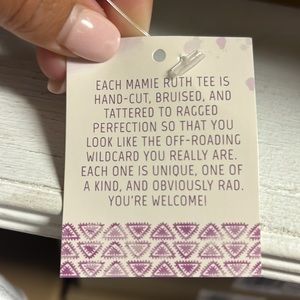 EACH MAMIE RUTH TEE IS
HAND-CUT, BRUISED, AND
TATTERED TO RAGGED
PERFECTION SO THAT YOU
LOOK LIKE THE OFF-ROADING
WILDCARD YOU REALLY ARE.
EACH ONE IS UNIQUE, ONE OF
A KIND, AND OBVIOUSLY RAD.
YOU'RE WELCOME!